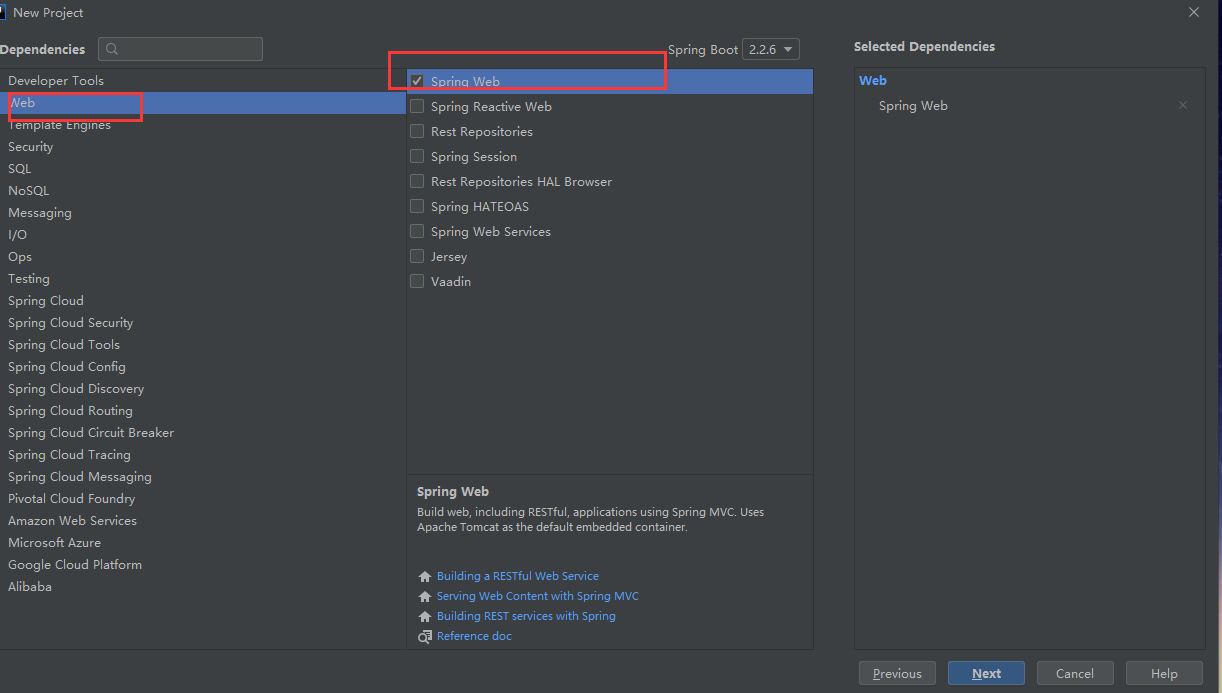 New Project
Dependencies
Spring Boot 2.2.6
Selected Dependencies
Developer Tools
Web
Template Engines
Security
SQL
NoSQL
Messaging
I/O
Ops
Testing
Spring Cloud
Spring Cloud Security
Spring Cloud Tools
Spring Cloud Config
Spring Cloud Discovery
Spring Cloud Routing
Spring Cloud Circuit Breaker
Spring Cloud Tracing
Spring Cloud Messaging
Pivotal Cloud Foundry
Amazon Web Services
Microsoft Azure
Google Cloud Platform
Alibaba
Spring Web
Spring Reactive Web
Rest Repositories
Spring Session
Rest Repositories HAL Browser
Spring HATEOAS
Spring Web Services
Jersey
Vaadin
Spring Web
Build web, including RESTful, applications using Spring MVC. Uses
Apache Tomcat as the default embedded container.
Building a RESTful Web Service
Serving Web Content with Spring MVC
Building REST services with Spring
Reference doc
Web
Spring Web
Previous
Next
Cancel
Help